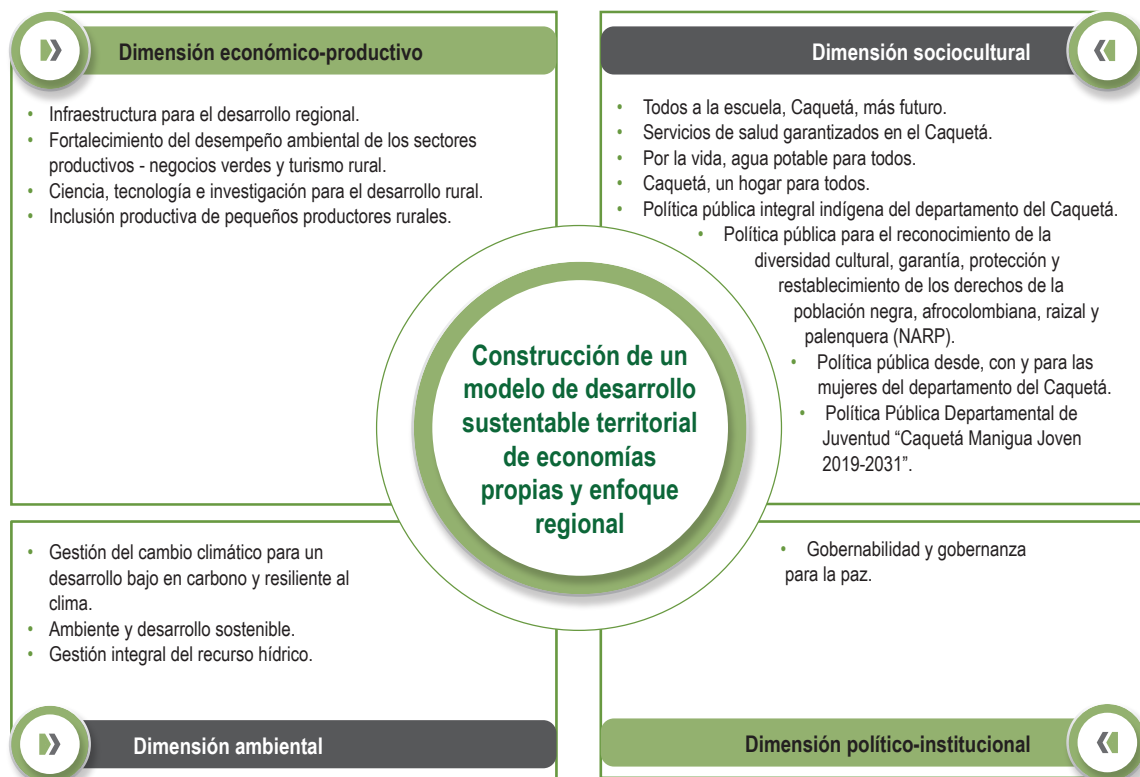 Dimensión económico-productivo
• Infraestructura para el desarrollo regional.
• Fortalecimiento del desempeño ambiental de los sectores
productivos - negocios verdes y turismo rural.
• Ciencia, tecnología e investigación para el desarrollo rural.
• Inclusión productiva de pequeños productores rurales.
Dimensión sociocultural
• Todos a la escuela, Caquetá, más futuro.
• Servicios de salud garantizados en el Caquetá.
• Por la vida, agua potable para todos.
• Caquetá, un hogar para todos.
• Política pública integral indígena del departamento del Caquetá.
• Política pública para el reconocimiento de la
diversidad cultural, garantía, protección y
restablecimiento de los derechos de la
población negra, afrocolombiana, raizal y
palenquera (NARP).
• Política pública desde, con y para las
mujeres del departamento del Caquetá.
• Política Pública Departamental de
Juventud “Caquetá Manigua Joven
2019-2031”.
Construcción de un
modelo de desarrollo
sustentable territorial
de economías
propias y enfoque
regional
• Gestión del cambio climático para un
desarrollo bajo en carbono y resiliente al
clima.
• Ambiente y desarrollo sostenible.
• Gestión integral del recurso hídrico.
Dimensión ambiental
• Gobernabilidad y gobernanza
para la paz.
Dimensión político-institucional